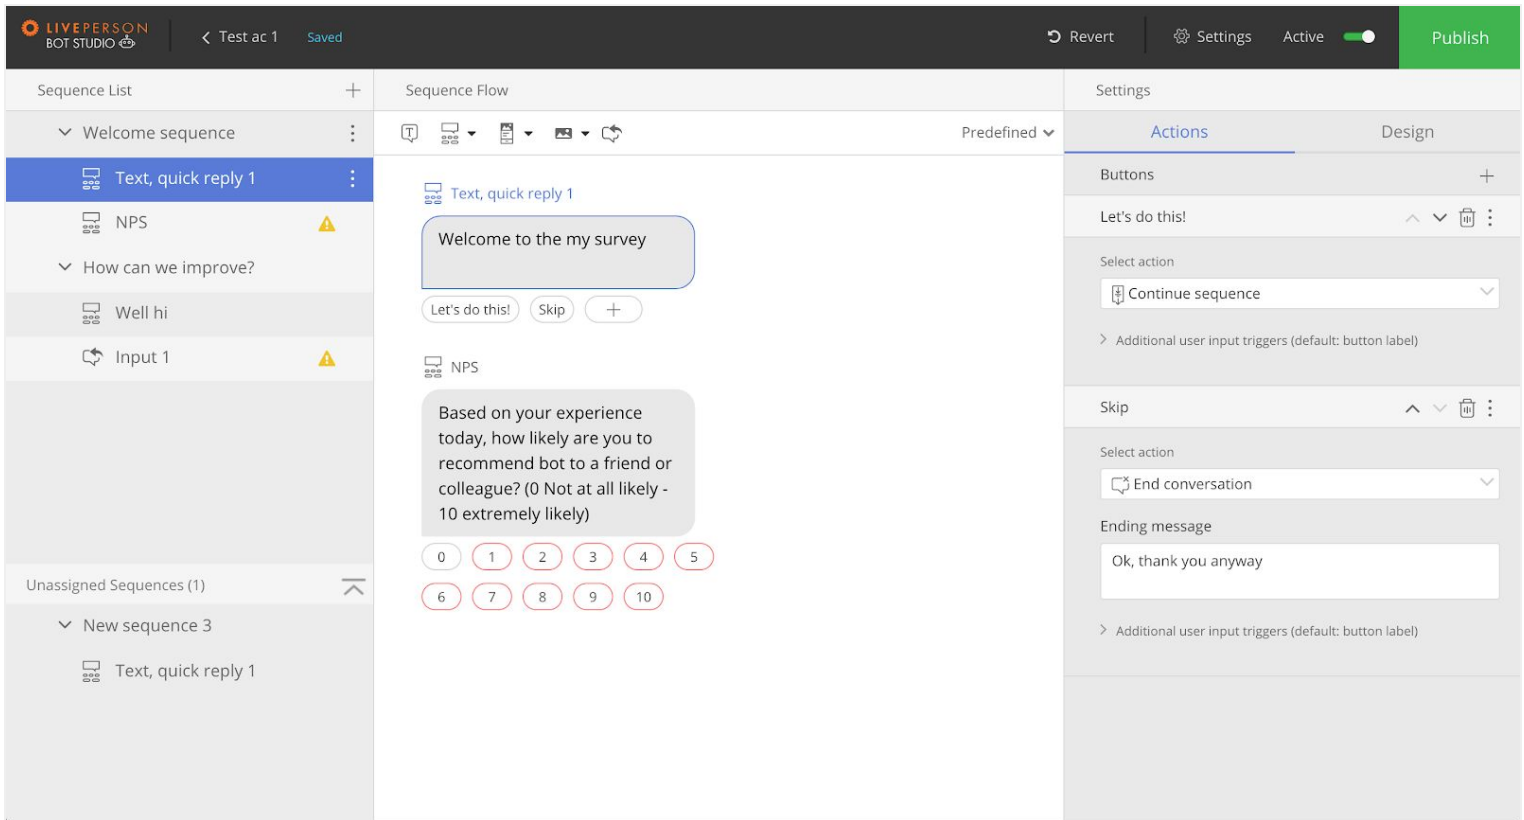 LIVEPERSON
BOT STUDIO
Test ac 1
Saved
Revert
Settings
Active
Publish
Sequence List
Welcome sequence
Text, quick reply 1
NPS
How can we improve?
Well hi
Input 1
Unassigned Sequences (1)
New sequence 3
Text, quick reply 1
Sequence Flow
T
Predefined
Text, quick reply 1
Welcome to the my survey
Let's do this! Skip
NPS
Based on your experience
today, how likely are you to
recommend bot to a friend or
colleague? (0 Not at all likely -
10 extremely likely)
0 1 2 3 4 5
6 7 8 9 10
Settings
Actions Design
Buttons
Let's do this!
Select action
Continue sequence
Additional user input triggers (default: button label)
Skip
Select action
End conversation
Ending message
Ok, thank you anyway
Additional user input triggers (default: button label)